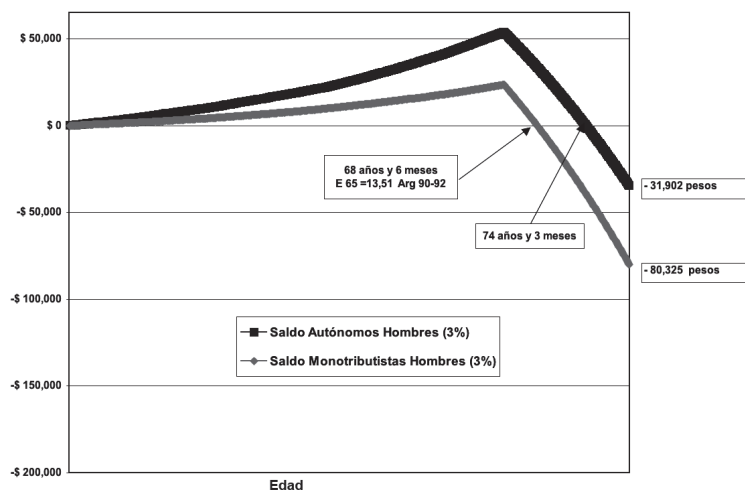 $ 50,000
$ 0
-$ 50,000
-$ 100,000
-$ 150,000
-$ 200,000
68 años y 6 meses
E 65 =13,51 Arg 90-92
74 años y 3 meses
- 31,902 pesos
- 80,325 pesos
Saldo Autónomos Hombres (3%)
Saldo Monotributistas Hombres (3%)
Edad